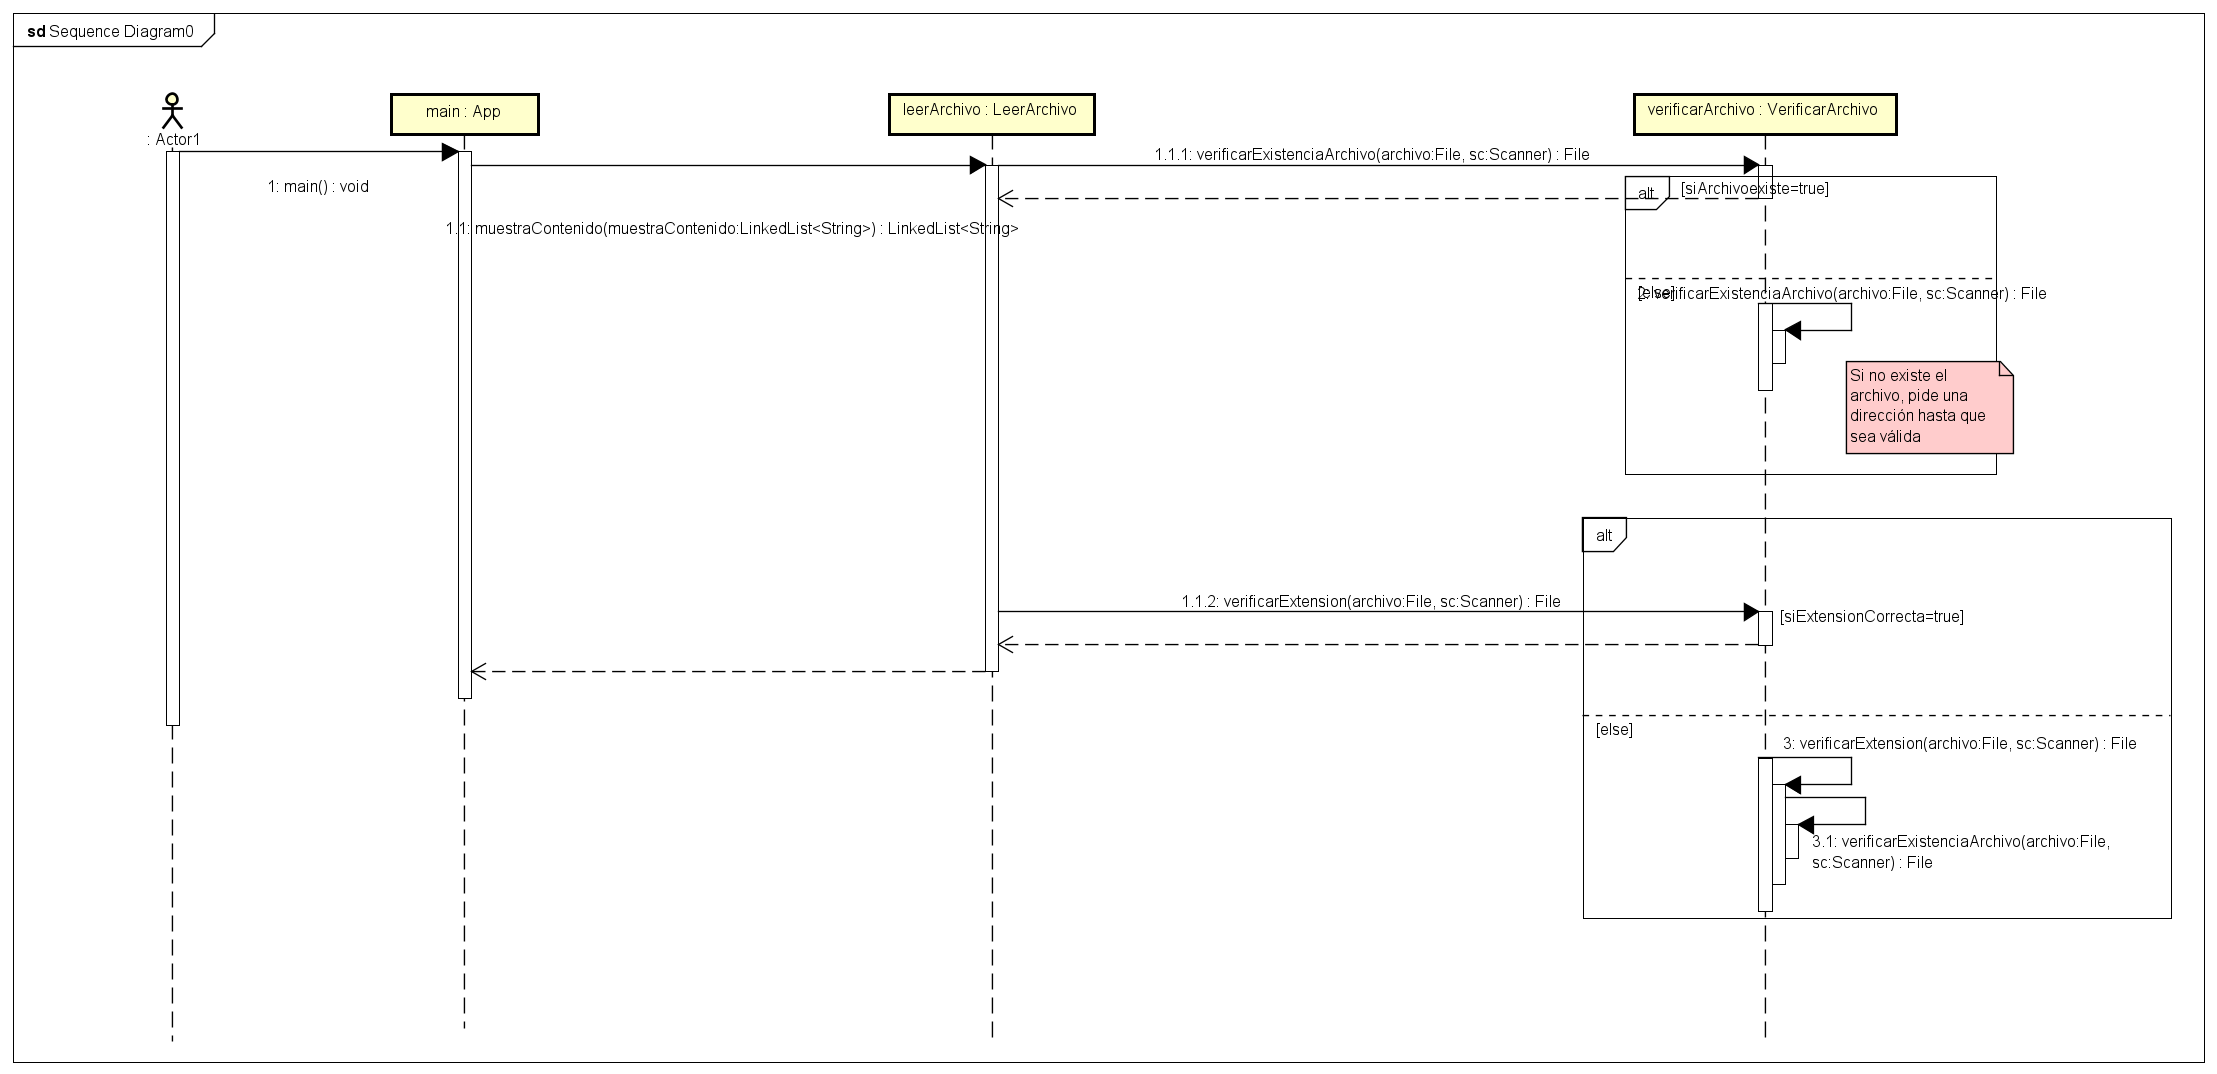 sd Sequence Diagram0
: Actor1
main : App
leerArchivo : LeerArchivo
verificarArchivo : VerificarArchivo
1: main() : void
1.1.1: verificarExistenciaArchivo(archivo:File, sc:Scanner) : File
alt
[siArchivoexiste=true]
1.1: muestraContenido(muestraContenido:LinkedList<String>) : LinkedList<String>
[else]
2: verificarExistenciaArchivo(archivo:File, sc:Scanner) : File
Si no existe el
archivo, pide una
dirección hasta que
sea válida
alt
1.1.2: verificarExtension(archivo:File, sc:Scanner) : File
[siExtensionCorrecta=true]
[else]
3: verificarExtension(archivo:File, sc:Scanner) : File
3.1: verificarExistenciaArchivo(archivo:File,
sc:Scanner) : File